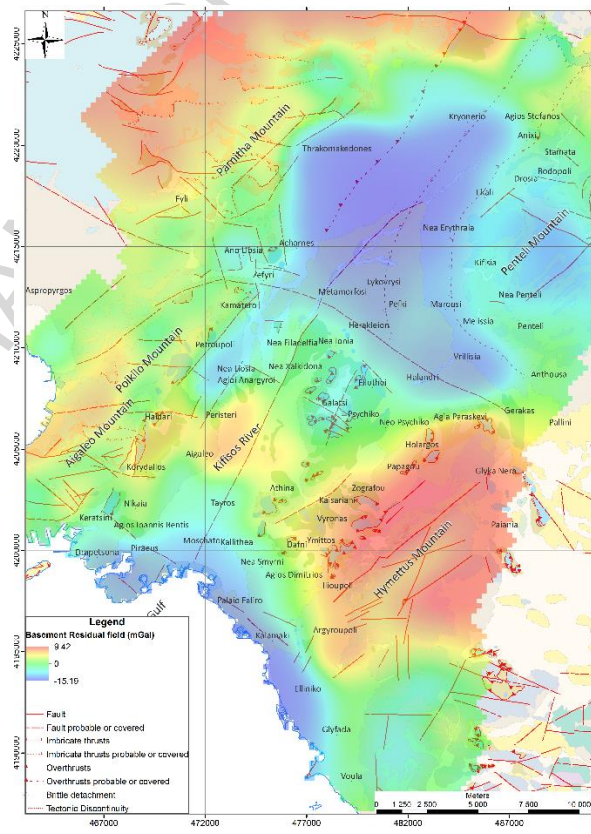 N
4225000
4220000
4215000
4210000
4205000
4200000
4195000
4190000
Kryonerio
Agios Stefanos
Anixi
Thrakomakedones
Stamata
Parnitha Mountain
Rodopoli
Drosia
Ekali
Fyli
Nea Erythraia
Acharnes
Ano Liosia
Penteli Mountain
Zefyri
Kifisia
Lykovrysi
Aspropyrgos
Metamorfosi
Nea Penteli
Kamatero
Pefki
Marousi
Herakleion
Melissia
Penteli
Petroupoli
Nea Filadelfia
Nea Ionia
Poikilo Mountain
Vrilissia
Nea Liosia
Nea Xalkidona
Anthousa
Agioi Anargyroi
Filothei
Halandri
Galatsi
Psychiko
Gerakas
Haidari
Peristeri
Neo Psychiko
Agia Paraskevi
Pallini
Aigaleo Mountain
Kifisos River
Holargos
Aigaleo
Korydallos
Papagou
Glyka Nera
Athina
Zografou
Kaisariani
Nikaia
Tavros
Keratsini
Vyronas
Paiania
Agios Ioannis Rentis
Moschato
Kallithea
Dafni
Ymittos
Drapetsona
Piraeus
Nea Smyrni
Hymettus Mountain
Agios Dimitrios
Ilioupoli
Palaio Faliro
Gulf
Kalamaki
Argyroupoli
Elliniko
Glyfada
Voula
Legend
Basement Residual field (mGal)
9.42
0
-15.19
Fault
Fault probable or covered
Imbricate thrusts
Imbricate thrusts probable or covered
Overthrusts
Overthrusts probable or covered
Brittle detachment
Tectonic Discontinuity
Meters
0 1 250 2 500 5 000 7 500 10 000
467000 472000 477000 482000 487000